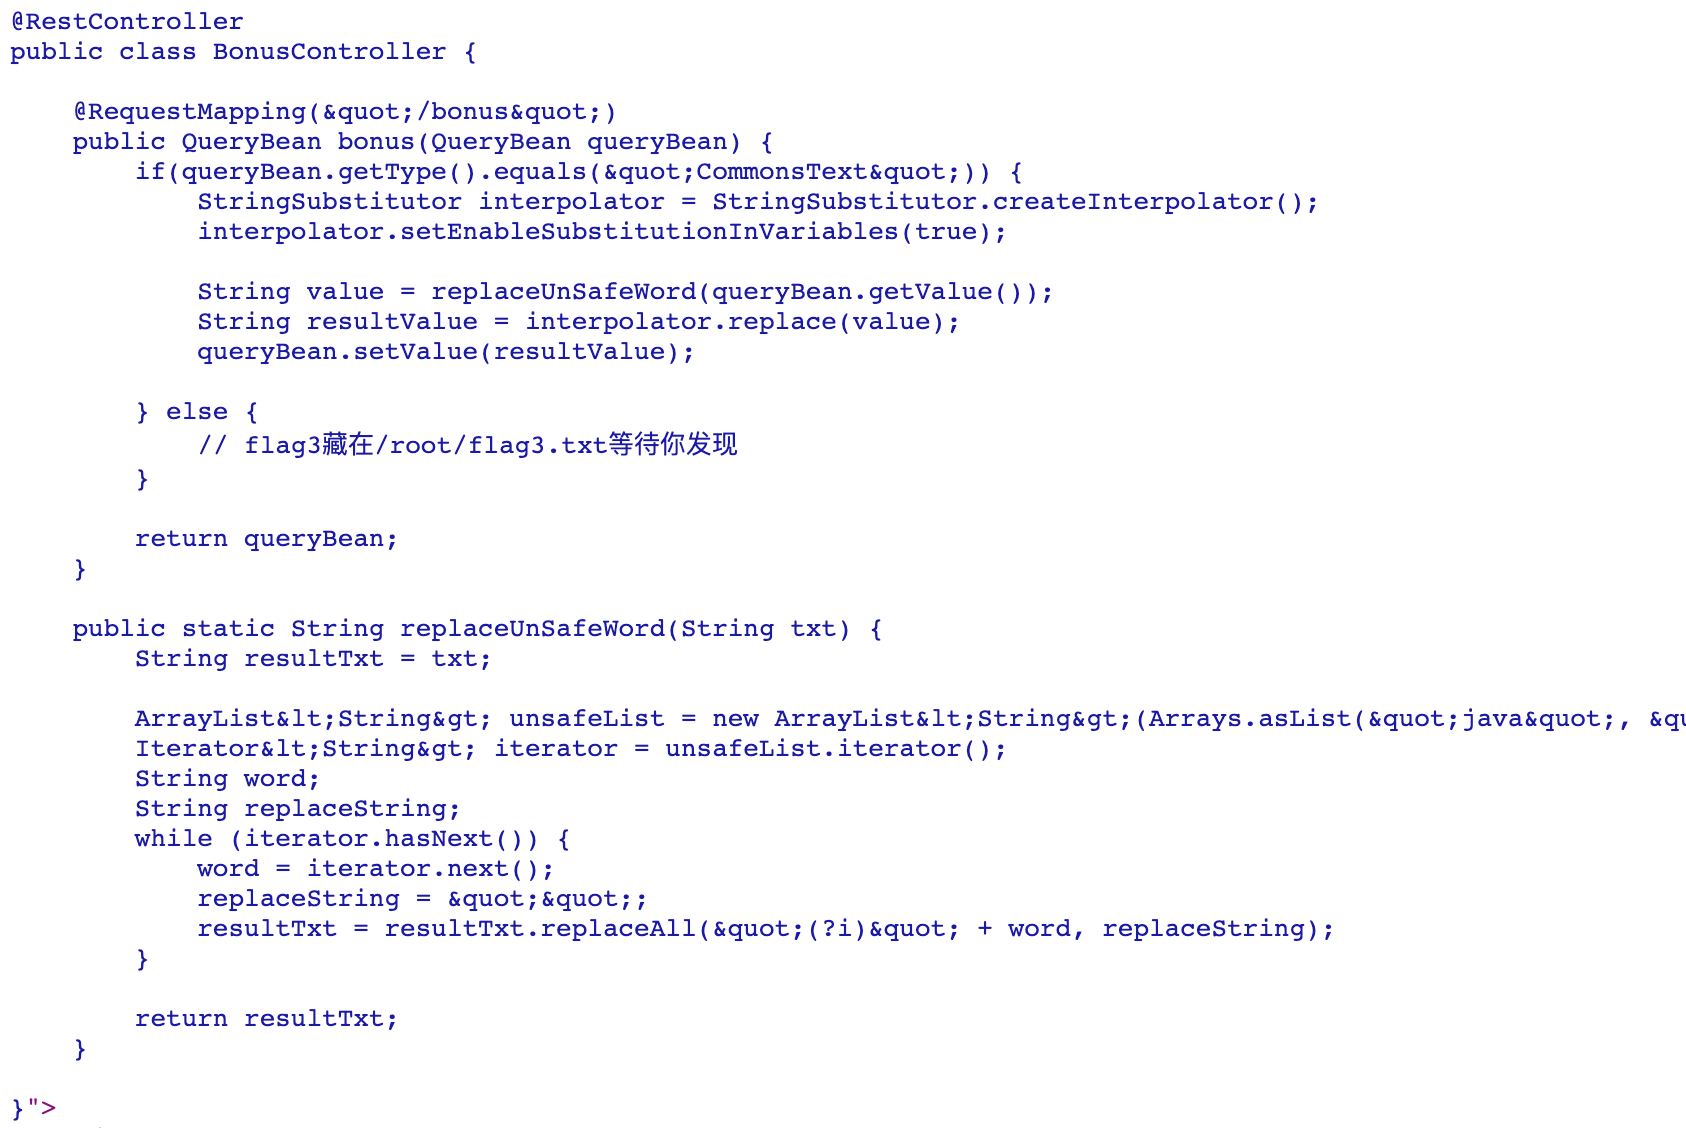 @RestController
public class BonusController {
@RequestMapping(&quot;/bonus&quot;)
public QueryBean bonus(QueryBean queryBean) {
if(queryBean.getType().equals(&quot;CommonsText&quot;)) {
StringSubstitutor interpolator = StringSubstitutor.createInterpolator();
interpolator.setEnableSubstitutionInVariables(true);
String value = replaceUnSafeWord(queryBean.getValue());
String resultValue = interpolator.replace(value);
queryBean.setValue(resultValue);
} else {
// flag3藏在/root/flag3.txt等待你发现
}
return queryBean;
}
public static String replaceUnSafeWord(String txt) {
String resultTxt = txt;
ArrayList&lt;String&gt; unsafeList = new ArrayList&lt;String&gt;(Arrays.asList(&quot;java&quot;, &qu
Iterator&lt;String&gt; iterator = unsafeList.iterator();
String word;
String replaceString;
while (iterator.hasNext()) {
word = iterator.next();
replaceString = &quot;&quot;;
resultTxt = resultTxt.replaceAll(&quot;(?i)&quot; + word, replaceString);
}
return resultTxt;
}
}">